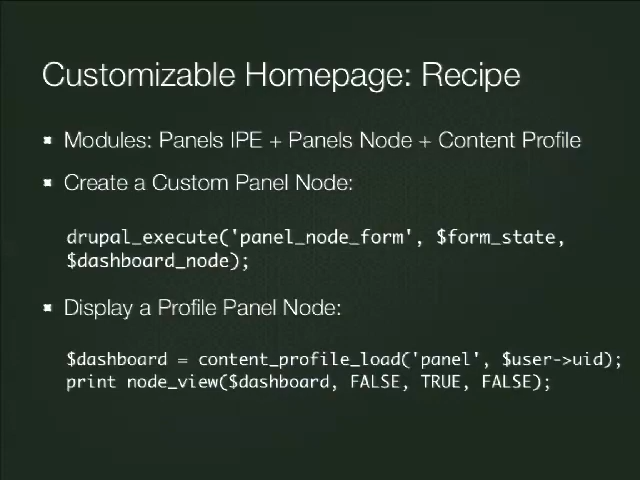 Customizable Homepage: Recipe
Modules: Panels IPE + Panels Node + Content Profile
Create a Custom Panel Node:
drupal_execute('panel_node_form', $form_state,
$dashboard_node);
Display a Profile Panel Node:
$dashboard = content_profile_load('panel', $user->uid);
print node_view($dashboard, FALSE, TRUE, FALSE);